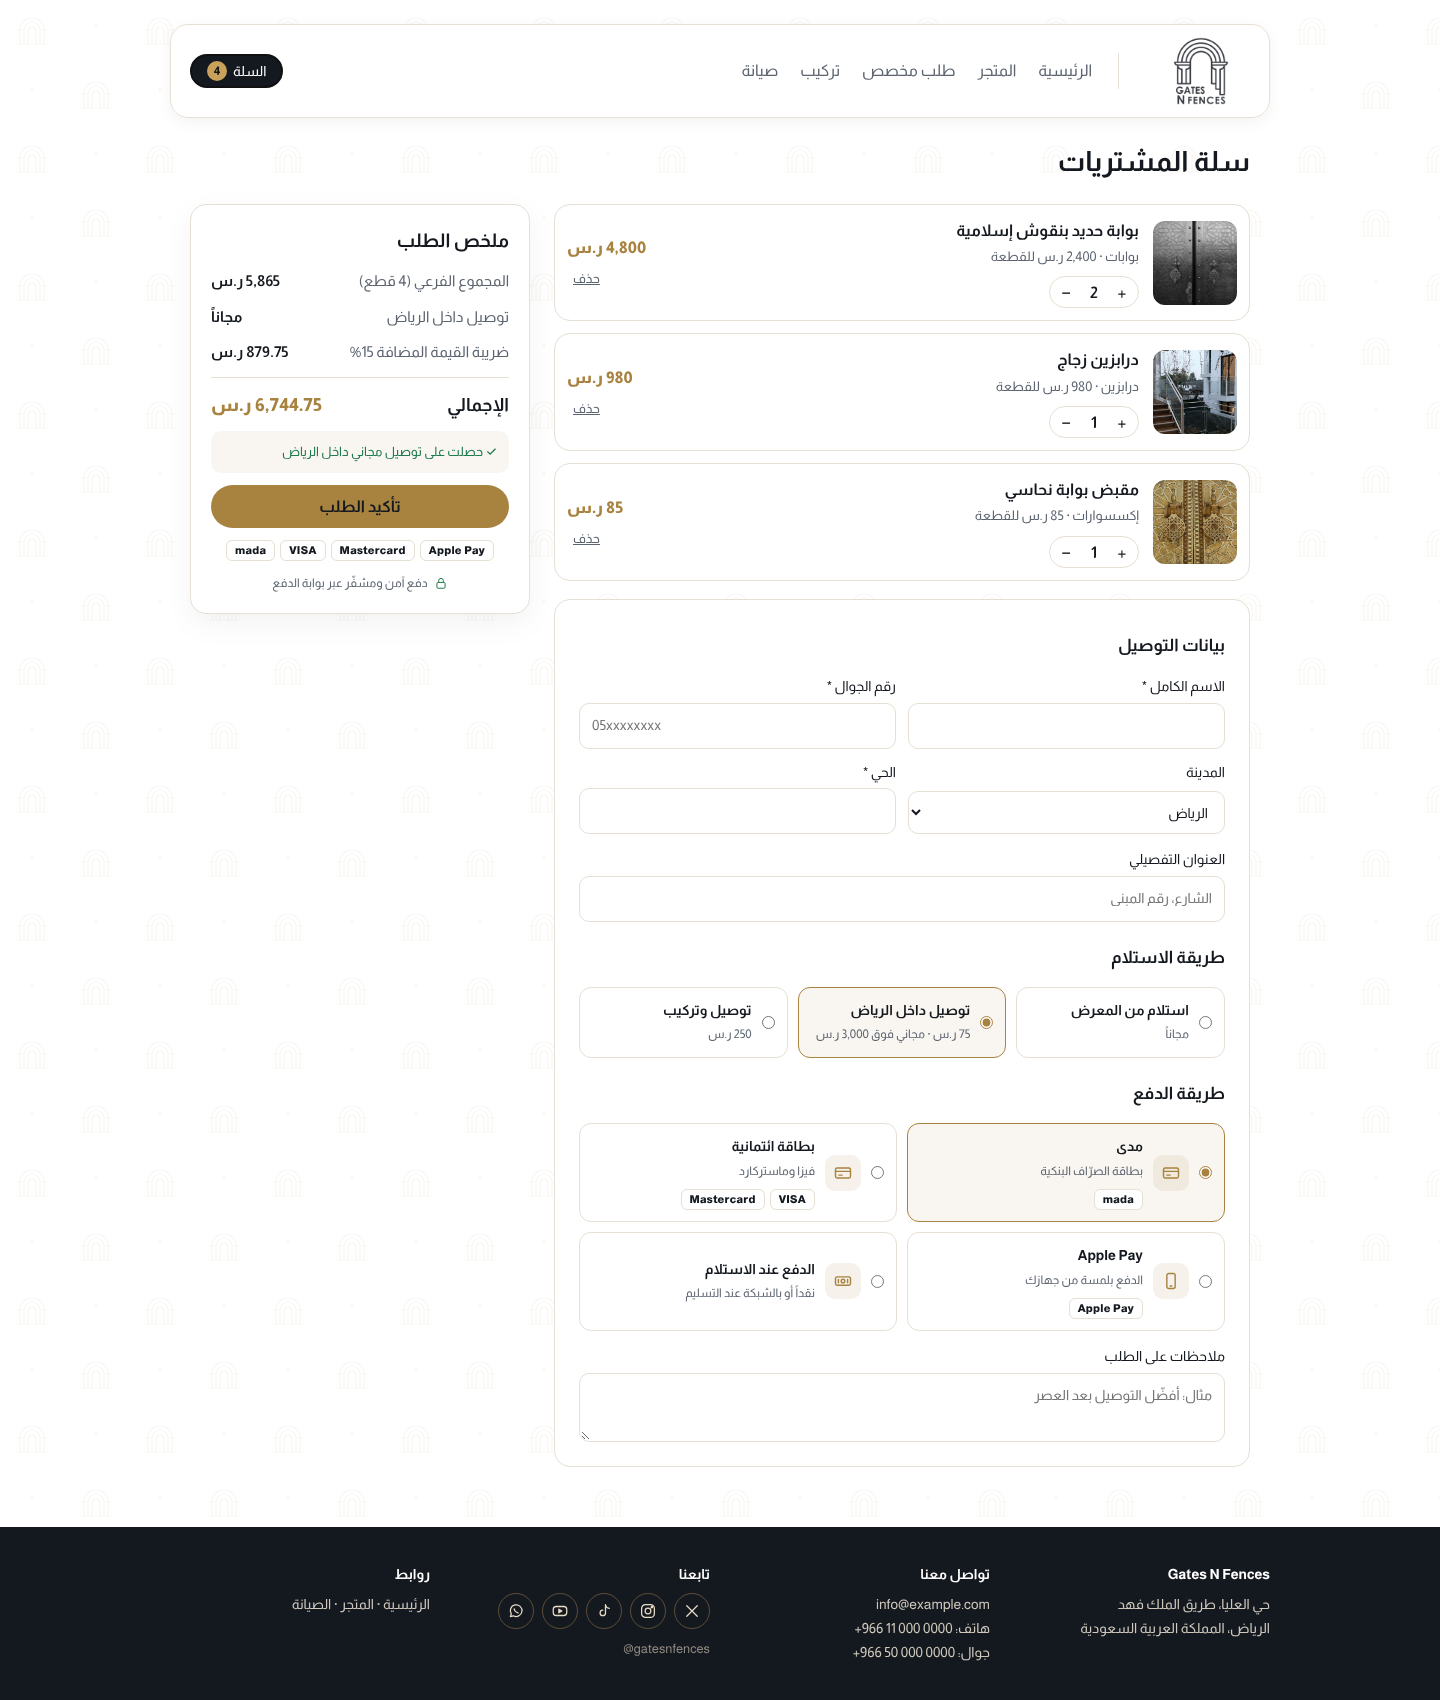 GATES
N FENCES
الرئيسية
المتجر
طلب مخصص
تركيب
صيانة
السلة 4
سلة المشتريات
بوابة حديد بنقوش إسلامية
بوابات · 2,400 ر.س للقطعة
+ 2 −
4,800 ر.س
حذف
درابزين زجاج
درابزين · 980 ر.س للقطعة
+ 1 −
980 ر.س
حذف
مقبض بوابة نحاسي
إكسسوارات · 85 ر.س للقطعة
+ 1 −
85 ر.س
حذف
ملخص الطلب
المجموع الفرعي (4 قطع) 5,865 ر.س
توصيل داخل الرياض مجاناً
ضريبة القيمة المضافة 15% 879.75 ر.س
الإجمالي 6,744.75 ر.س
✓ حصلت على توصيل مجاني داخل الرياض
تأكيد الطلب
Apple Pay Mastercard VISA mada
دفع آمن ومشفّر عبر بوابة الدفع
بيانات التوصيل
الاسم الكامل *
رقم الجوال *
05xxxxxxxx
المدينة
الرياض
الحي *
العنوان التفصيلي
الشارع، رقم المبنى
طريقة الاستلام
استلام من المعرض
مجاناً
توصيل داخل الرياض
75 ر.س · مجاني فوق 3,000 ر.س
توصيل وتركيب
250 ر.س
طريقة الدفع
مدى
بطاقة الصرّاف البنكية
mada
بطاقة ائتمانية
فيزا وماستركارد
VISA Mastercard
Apple Pay
الدفع بلمسة من جهازك
Apple Pay
الدفع عند الاستلام
نقداً أو بالشبكة عند التسليم
ملاحظات على الطلب
مثال: أفضّل التوصيل بعد العصر
Gates N Fences
حي العليا، طريق الملك فهد
الرياض، المملكة العربية السعودية
تواصل معنا
info@example.com
هاتف: 0000 000 11 966+
جوال: 0000 000 50 966+
تابعنا
@gatesnfences
روابط
الرئيسية · المتجر · الصيانة